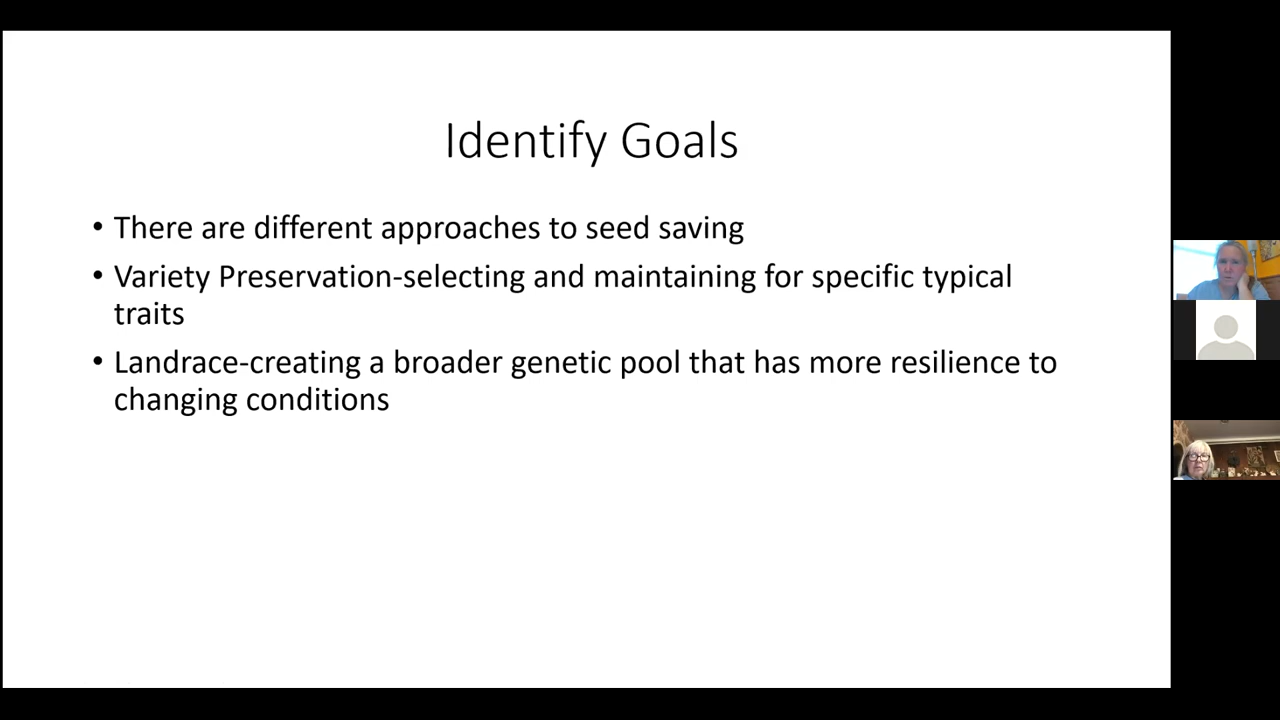 Identify Goals
• There are different approaches to seed saving
• Variety Preservation-selecting and maintaining for specific typical
traits
• Landrace-creating a broader genetic pool that has more resilience to
changing conditions